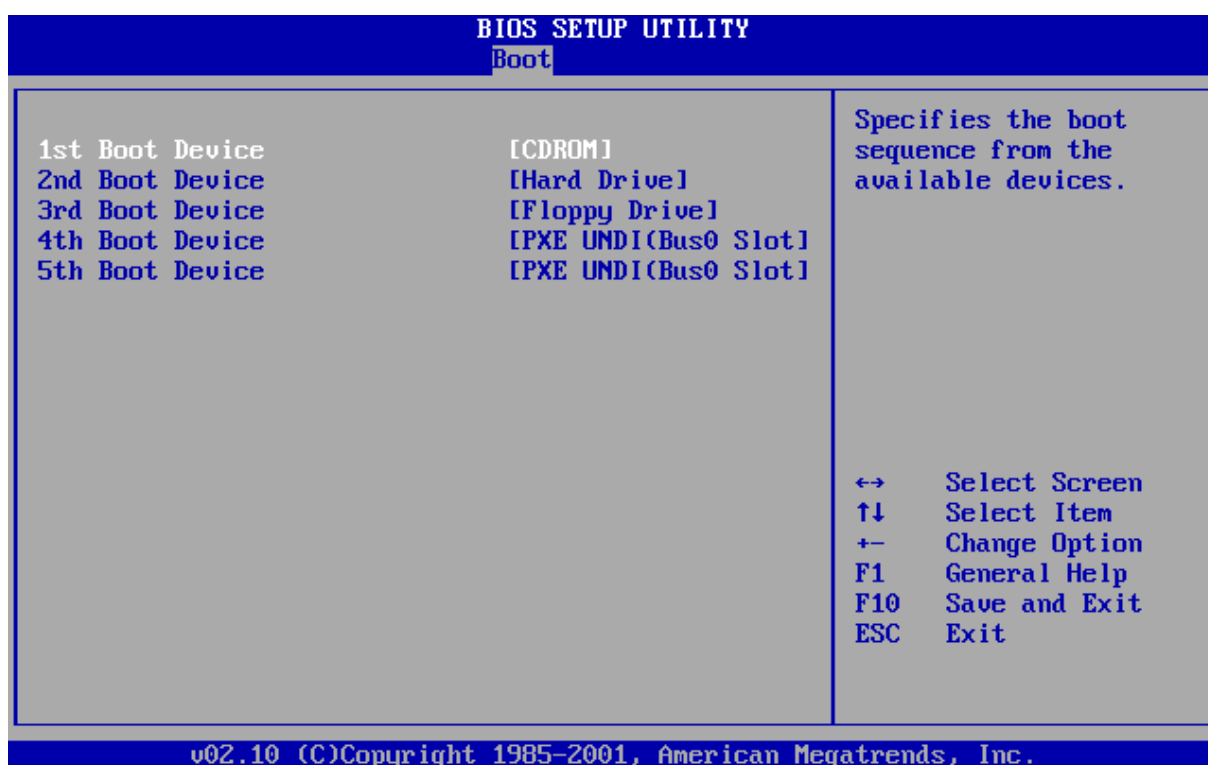 BIOS SETUP UTILITY
Boot
1st Boot Device [CDROM]
2nd Boot Device [Hard Drive]
3rd Boot Device [Floppy Drive]
4th Boot Device [PXE UNDI(Bus0 Slot]
5th Boot Device [PXE UNDI(Bus0 Slot]
Specifies the boot
sequence from the
available devices.
←→ Select Screen
↑↓ Select Item
+- Change Option
F1 General Help
F10 Save and Exit
ESC Exit
v02.10 (C)Copyright 1985-2001, American Megatrends, Inc.